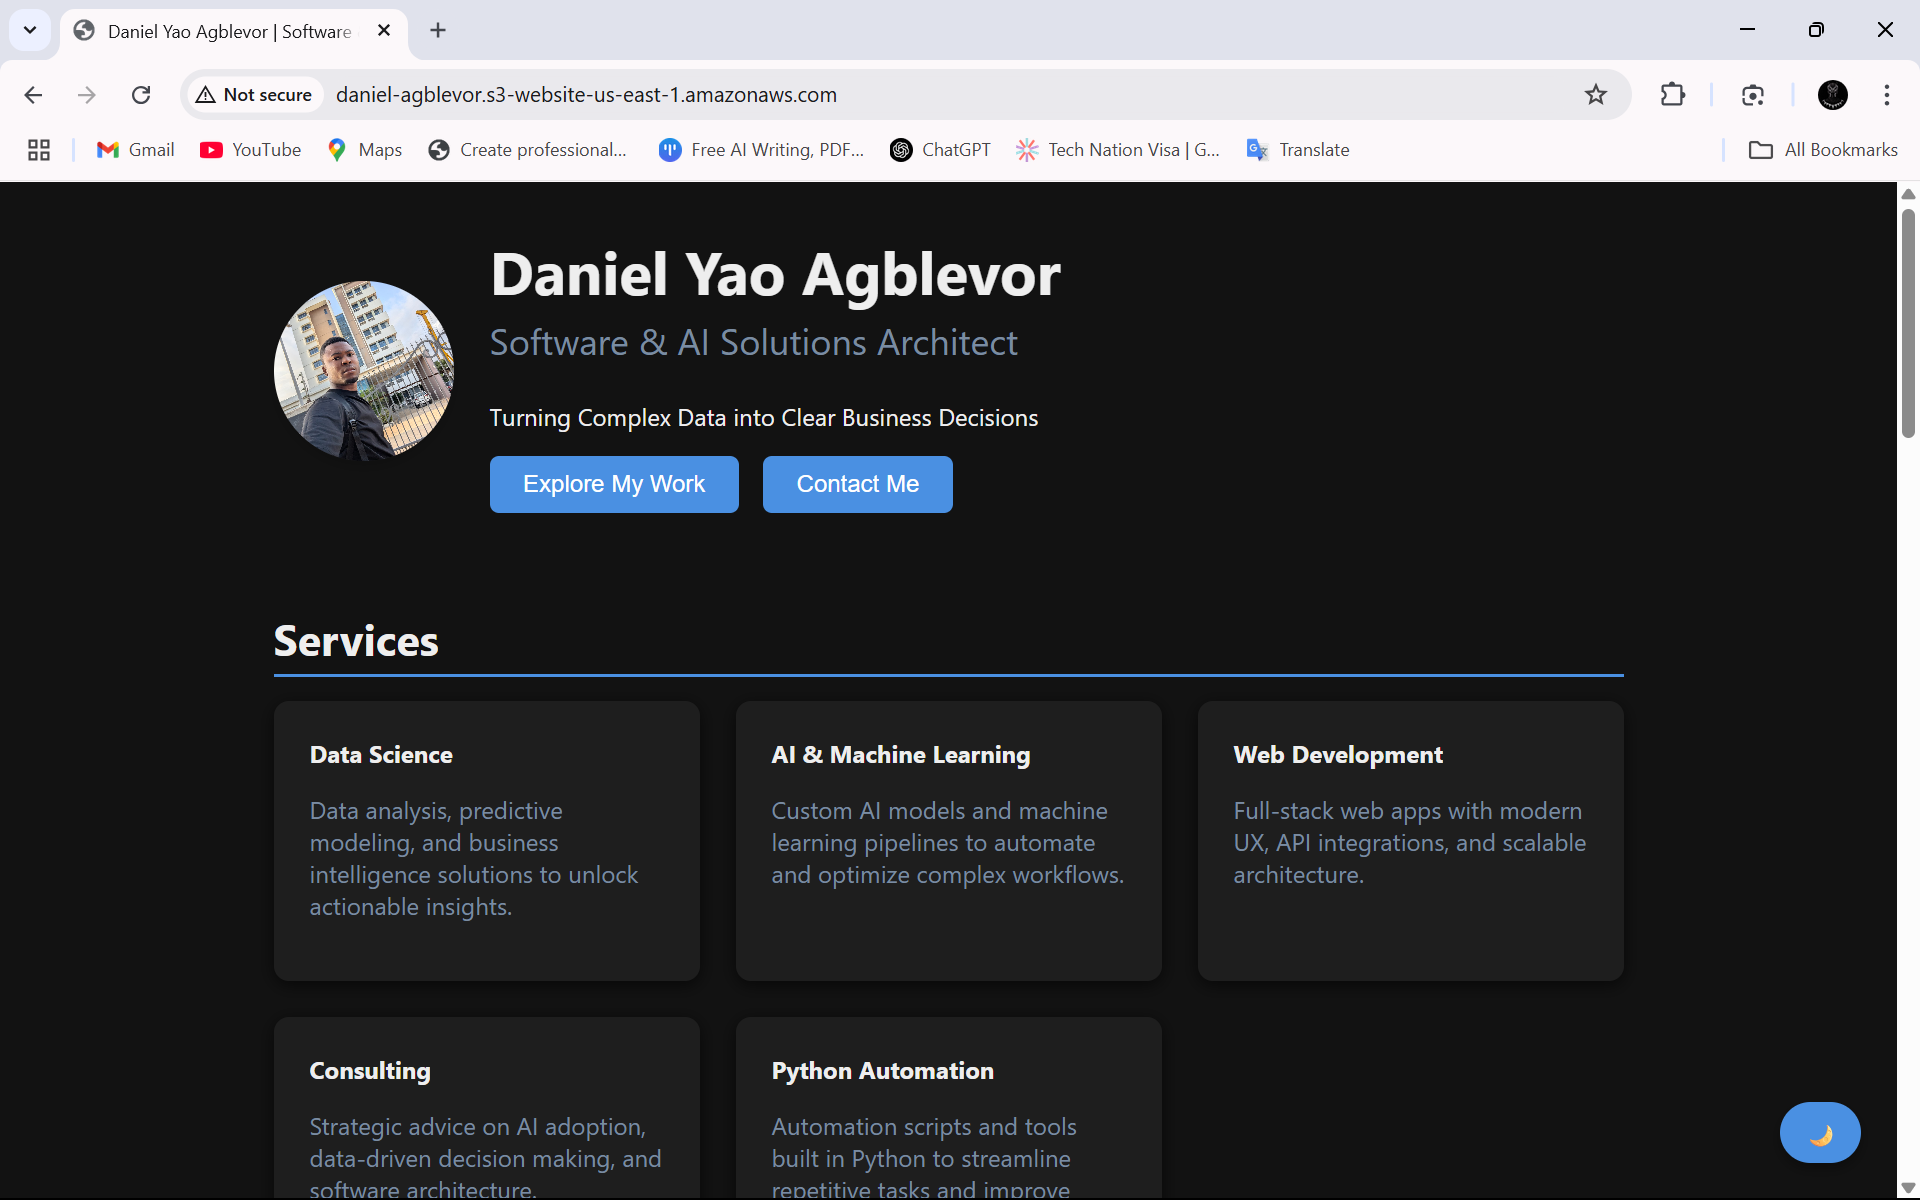 Daniel Yao Agblevor | Software
Not secure
daniel-agblevor.s3-website-us-east-1.amazonaws.com
Gmail
YouTube
Maps
Create professional...
Free AI Writing, PDF...
ChatGPT
Tech Nation Visa | G...
Translate
All Bookmarks
Daniel Yao Agblevor
Software & AI Solutions Architect
Turning Complex Data into Clear Business Decisions
Explore My Work
Contact Me
Services
Data Science
Data analysis, predictive
modeling, and business
intelligence solutions to unlock
actionable insights.
AI & Machine Learning
Custom AI models and machine
learning pipelines to automate
and optimize complex workflows.
Web Development
Full-stack web apps with modern
UX, API integrations, and scalable
architecture.
Consulting
Strategic advice on AI adoption,
data-driven decision making, and
software architecture.
Python Automation
Automation scripts and tools
built in Python to streamline
repetitive tasks and improve